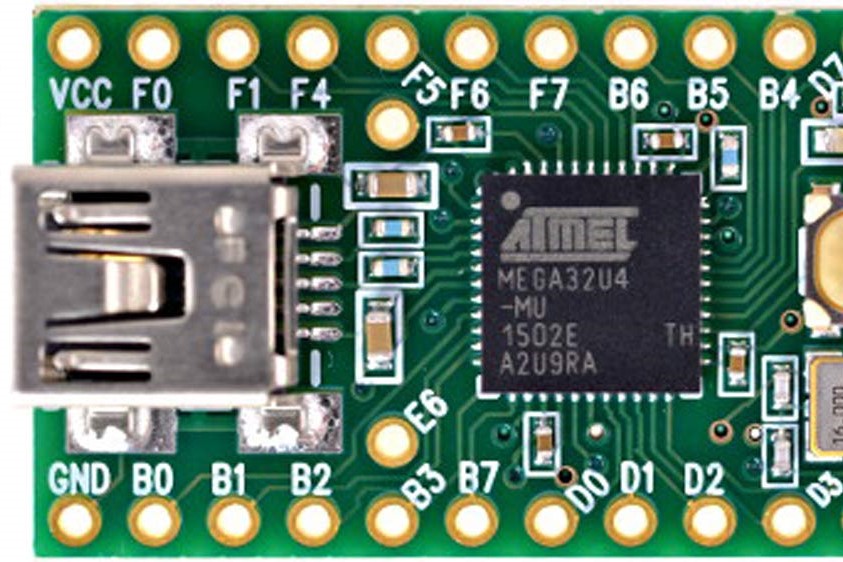 VCC F0 F1 F4 F5 F6 F7 B6 B5 B4 D7
ATMEL
MEGA32U4
-MU
1502E TH
A2U9RA
E6
GND B0 B1 B2 B3 B7 D0 D1 D2 D3